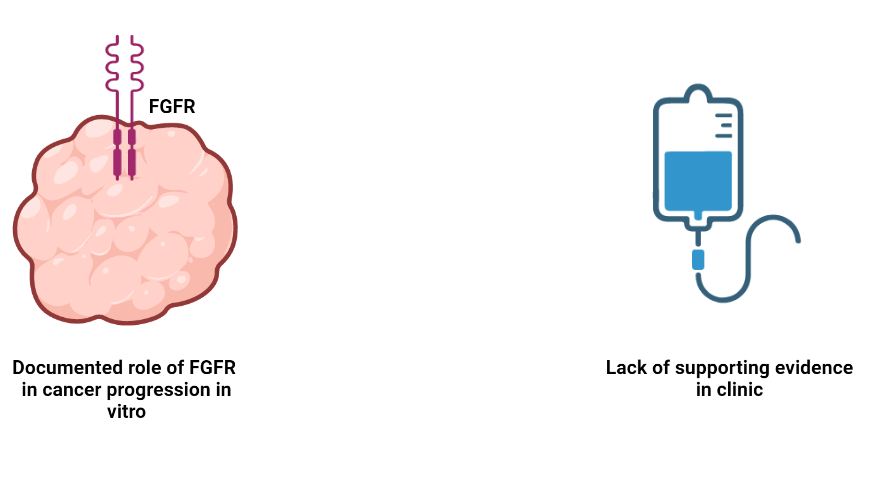 FGFR
Documented role of FGFR
in cancer progression in
vitro
Lack of supporting evidence
in clinic